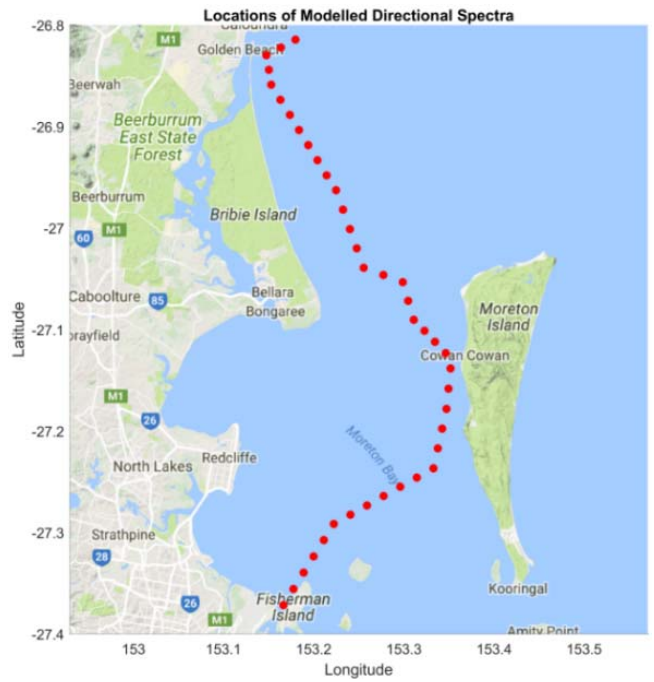 Locations of Modelled Directional Spectra
-26.8
M1
Golden Beach
Beerwah
-26.9
Beerburrum
East State
Forest
Beerburrum
Bribie Island
-27
M1
60
Caboolture
85
Bellara
Bongaree
Moreton
Island
-27.1
Latitude
Cowan Cowan
M1
26
-27.2
Moreton Bay
North Lakes
Redcliffe
-27.3
Strathpine
28
Kooringal
26
Fisherman
Island
M1
-27.4
153
153.1
153.2
153.3
153.4
153.5
Longitude